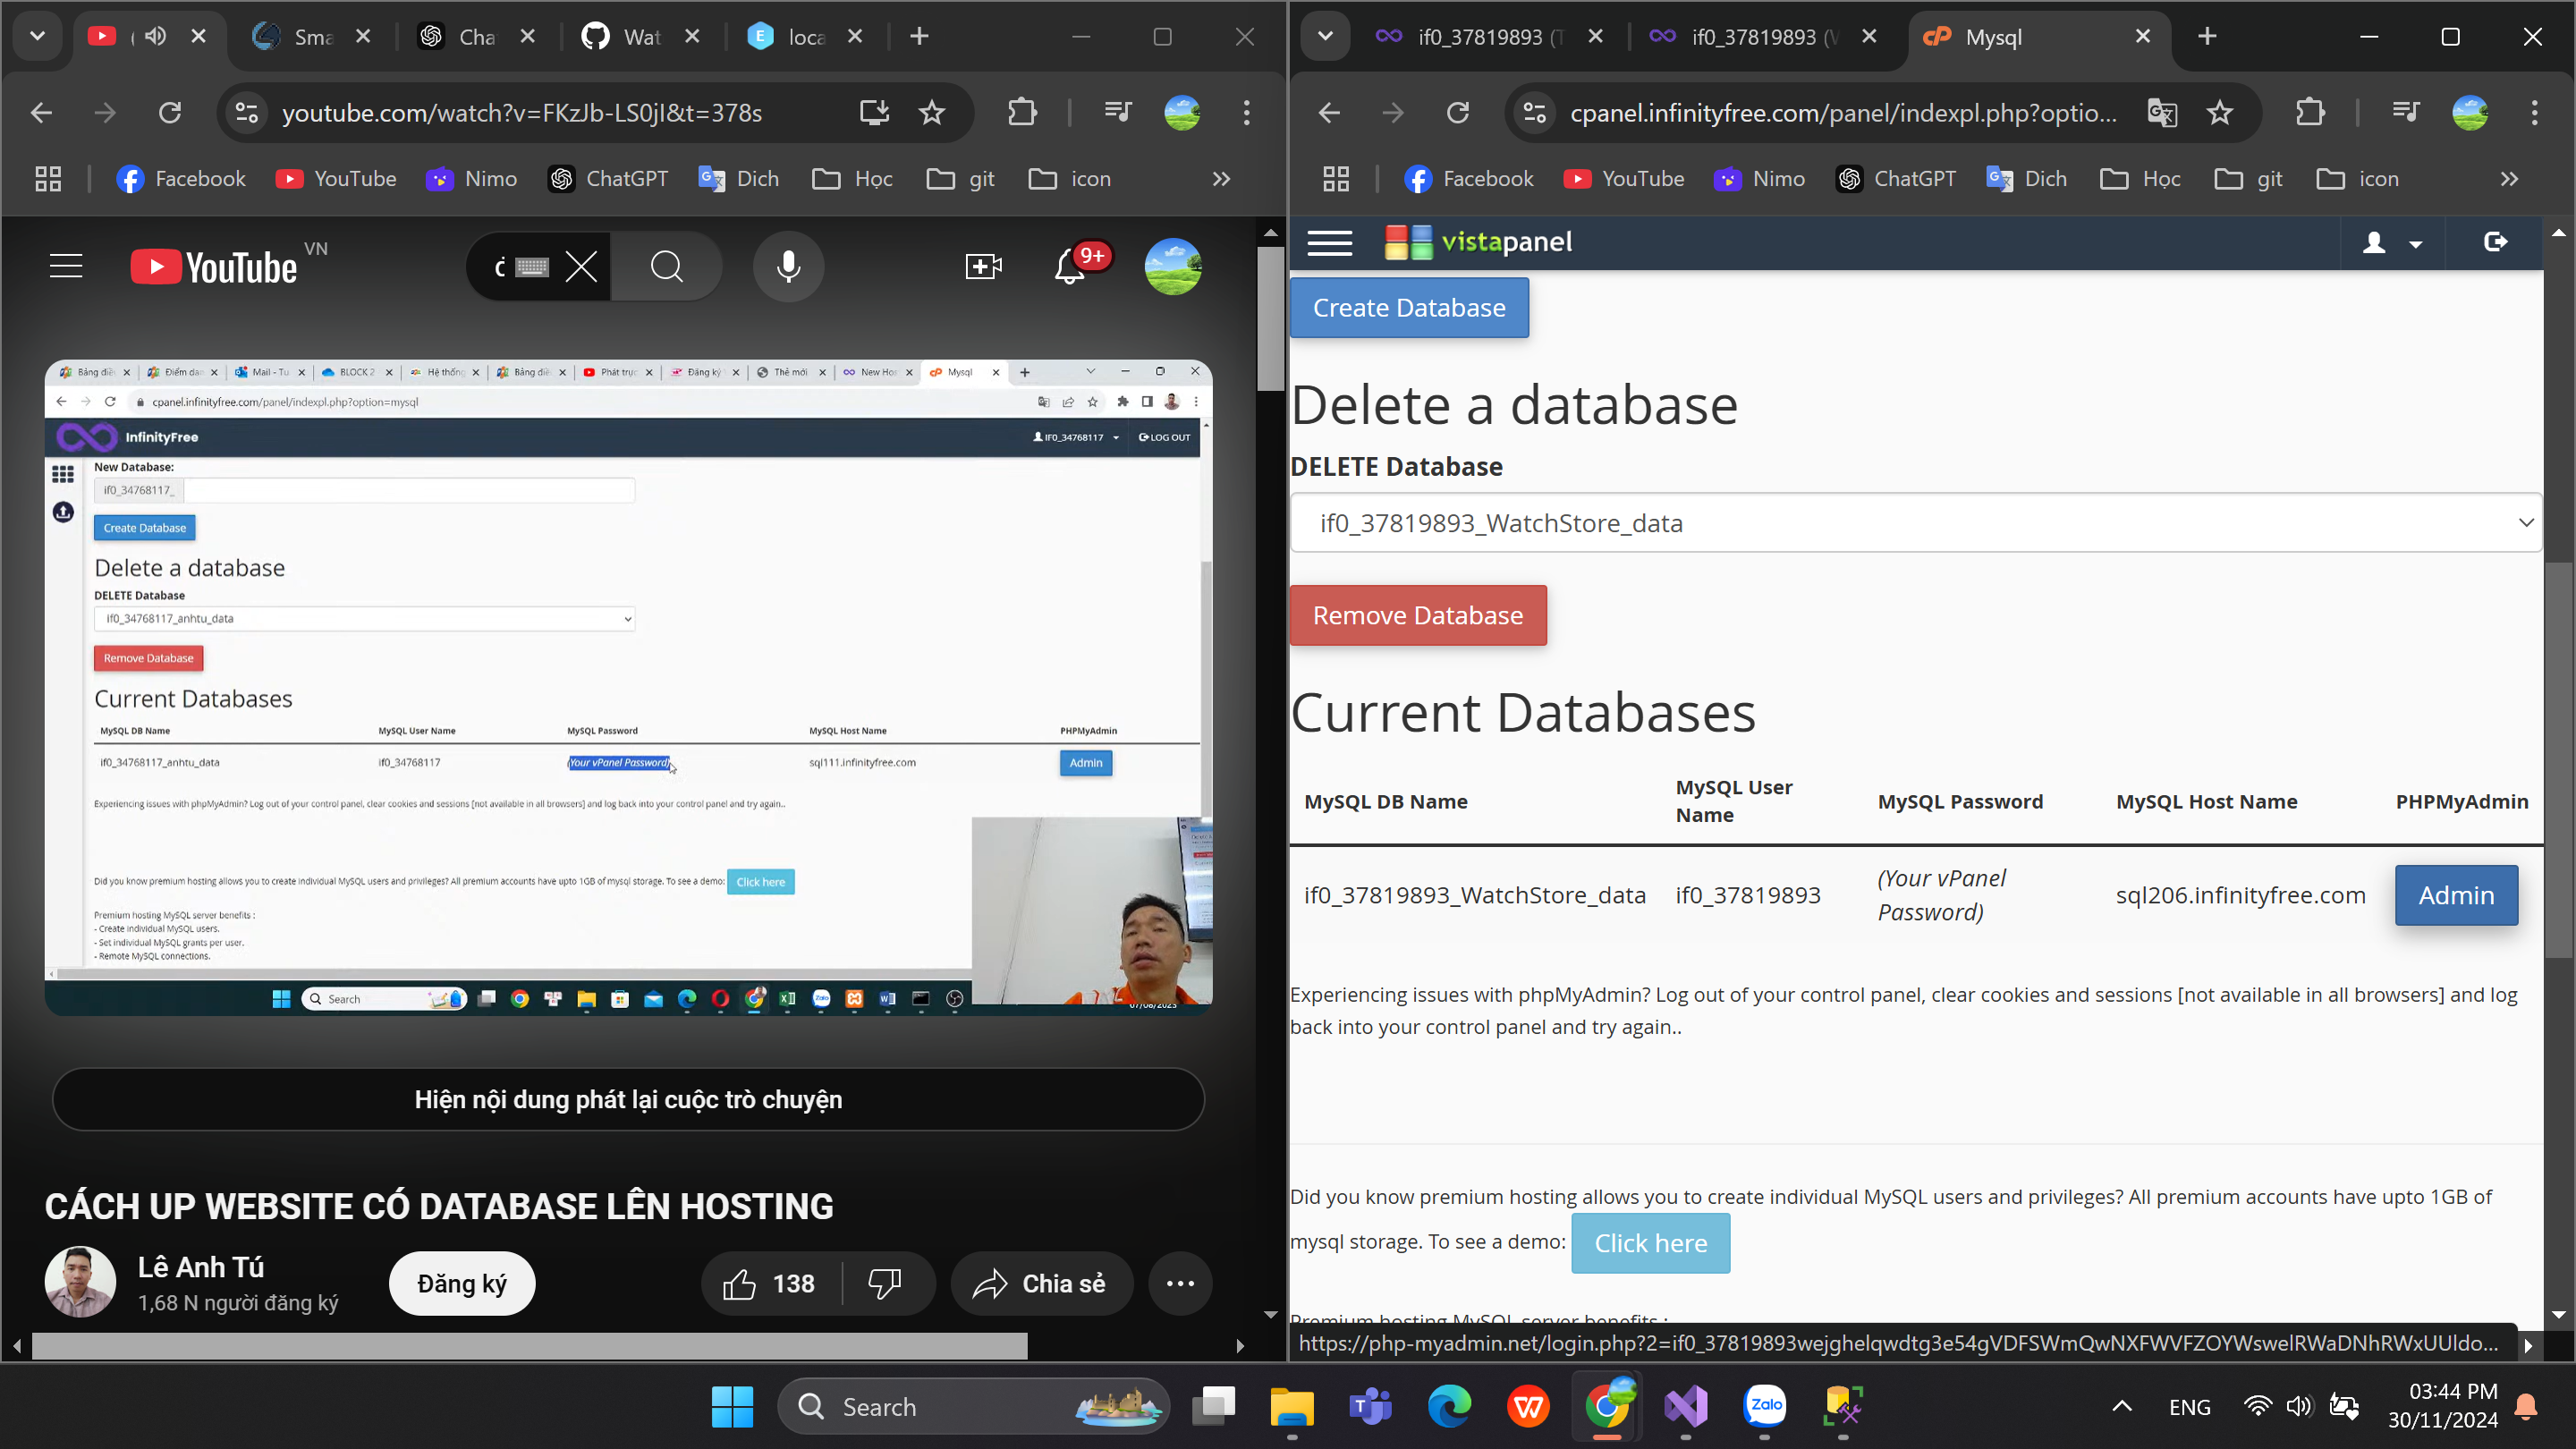 Sma
Cha
Wat
loca
if0_37819893 (T
if0_37819893 (V
Mysql
youtube.com/watch?v=FKzJb-LS0jI&t=378s
cpanel.infinityfree.com/panel/indexpl.php?optio...
Facebook
YouTube
Nimo
ChatGPT
Dich
Học
git
icon
Facebook
YouTube
Nimo
ChatGPT
Dich
Học
git
icon
YouTube VN
9+
Bảng điề
Điểm dan
Mail - Tu
BLOCK 2
Hệ thống
Bảng điề
Phát trực
Đăng ký
Thẻ mới
New Hos
Mysql
cpanel.infinityfree.com/panel/indexpl.php?option=mysql
InfinityFree
IF0_34768117
LOG OUT
New Database:
if0_34768117_
Create Database
Delete a database
DELETE Database
if0_34768117_anhtu_data
Remove Database
Current Databases
MySQL DB Name MySQL User Name MySQL Password MySQL Host Name PHPMyAdmin
if0_34768117_anhtu_data if0_34768117 (Your vPanel Password) sql111.infinityfree.com Admin
Experiencing issues with phpMyAdmin? Log out of your control panel, clear cookies and sessions [not available in all browsers] and log back into your control panel and try again..
Did you know premium hosting allows you to create individual MySQL users and privileges? All premium accounts have upto 1GB of mysql storage. To see a demo: Click here
Premium hosting MySQL server benefits :
- Create individual MySQL users.
- Set individual MySQL grants per user.
- Remote MySQL connections.
Search
07/08/2023
Hiện nội dung phát lại cuộc trò chuyện
CÁCH UP WEBSITE CÓ DATABASE LÊN HOSTING
Lê Anh Tú
1,68 N người đăng ký
Đăng ký
138
Chia sẻ
vistapanel
Create Database
Delete a database
DELETE Database
if0_37819893_WatchStore_data
Remove Database
Current Databases
MySQL DB Name MySQL User Name MySQL Password MySQL Host Name PHPMyAdmin
if0_37819893_WatchStore_data if0_37819893 (Your vPanel Password) sql206.infinityfree.com Admin
Experiencing issues with phpMyAdmin? Log out of your control panel, clear cookies and sessions [not available in all browsers] and log
back into your control panel and try again..
Did you know premium hosting allows you to create individual MySQL users and privileges? All premium accounts have upto 1GB of
mysql storage. To see a demo: Click here
Premium hosting MySQL server benefits :
https://php-myadmin.net/login.php?2=if0_37819893wejghelqwdtg3e54gVDFSWmQwNXFWVFZOYWswelRWaDNhRWxUUldo...
Search
Zalo
ENG
03:44 PM
30/11/2024